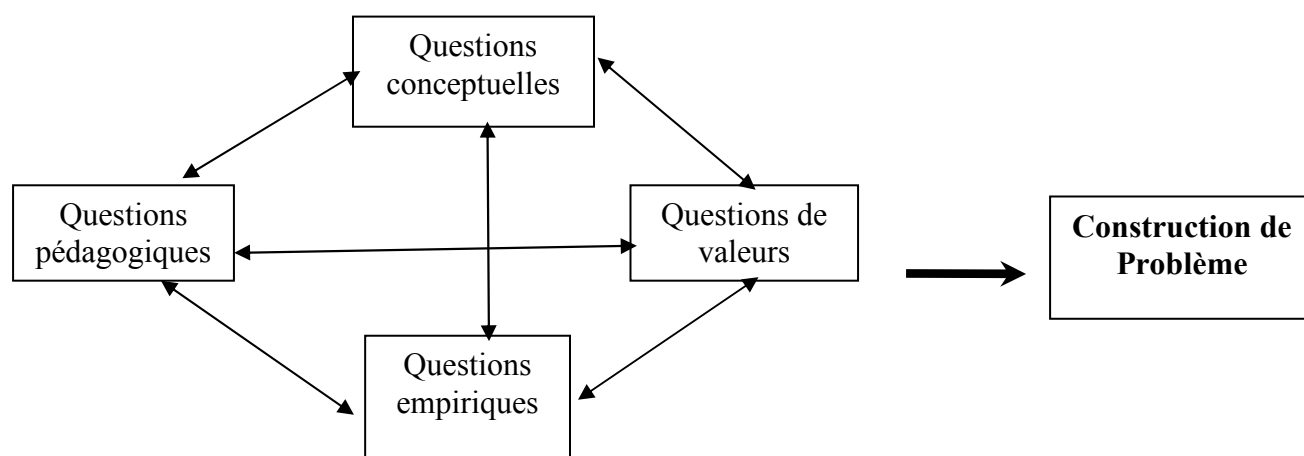 Questions
conceptuelles
Questions
pédagogiques
Questions de
valeurs
Construction de
Problème
Questions
empiriques